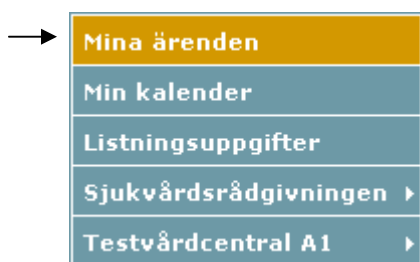 Mina ärenden
Min kalender
Listningsuppgifter
Sjukvårdsrådgivningen
Testvårdcentral A1